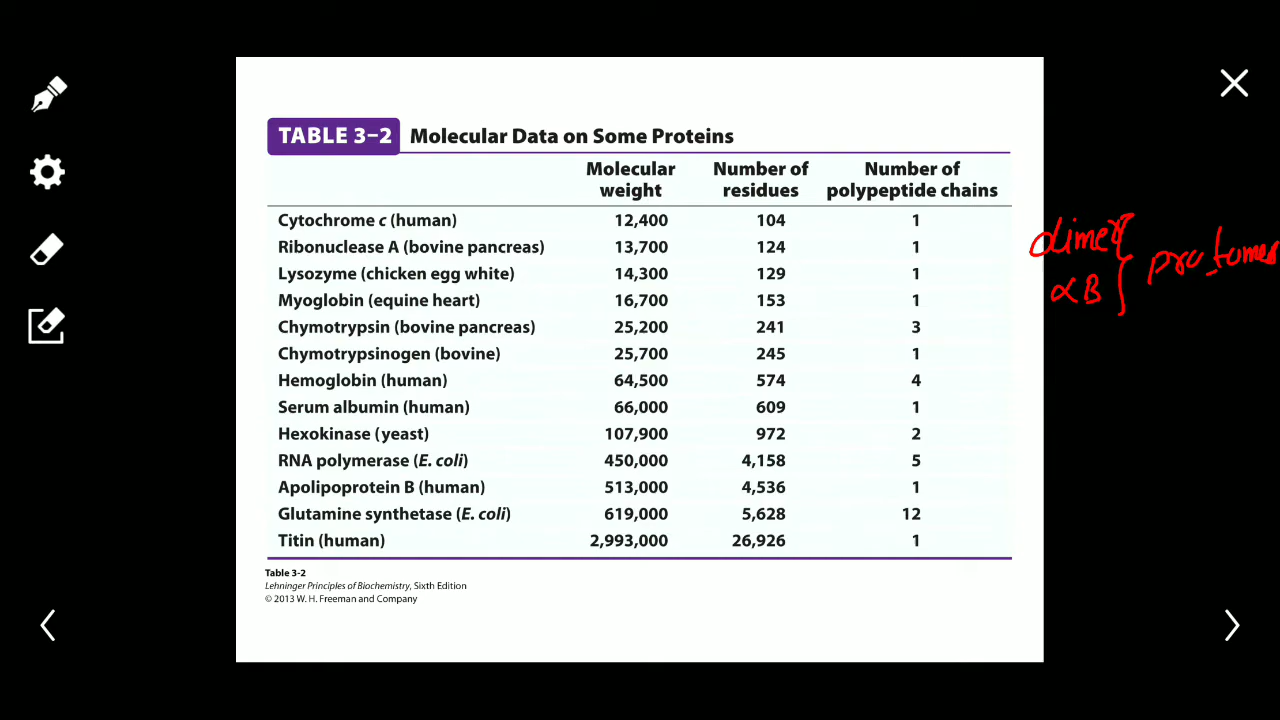 TABLE 3–2 Molecular Data on Some Proteins
Molecular weight Number of residues Number of polypeptide chains
Cytochrome c (human) 12,400 104 1
Ribonuclease A (bovine pancreas) 13,700 124 1
Lysozyme (chicken egg white) 14,300 129 1
Myoglobin (equine heart) 16,700 153 1
Chymotrypsin (bovine pancreas) 25,200 241 3
Chymotrypsinogen (bovine) 25,700 245 1
Hemoglobin (human) 64,500 574 4
Serum albumin (human) 66,000 609 1
Hexokinase (yeast) 107,900 972 2
RNA polymerase (E. coli) 450,000 4,158 5
Apolipoprotein B (human) 513,000 4,536 1
Glutamine synthetase (E. coli) 619,000 5,628 12
Titin (human) 2,993,000 26,926 1
Table 3-2
Lehninger Principles of Biochemistry, Sixth Edition
© 2013 W. H. Freeman and Company
dimer
αB
protomer